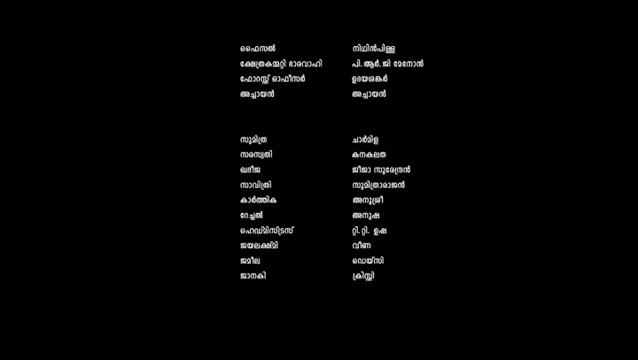 ഫൈസൽ നിഥിൻപിള്ള
ക്ഷേത്രകമ്മറ്റി ഭാരവാഹി പി. ആർ. ജി മേനോൻ
ഫോറസ്റ്റ് ഓഫീസർ ഉദയശങ്കർ
അച്ചായൻ അച്ചായൻ
സുമിത്ര ചാർമിള
സരസ്വതി കനകലത
ഖദീജ ജീജാ സുരേന്ദ്രൻ
സാവിത്രി സുമിത്രാരാജൻ
കാർത്തിക അനുശ്രീ
റേച്ചൽ അനുഷ
ഹെഡ്മിസ്ട്രസ് റ്റി. റ്റി. ഉഷ
ജയലക്ഷ്മി വീണ
ജമീല ഡെയ്സി
ജാനകി ക്രിസ്റ്റി